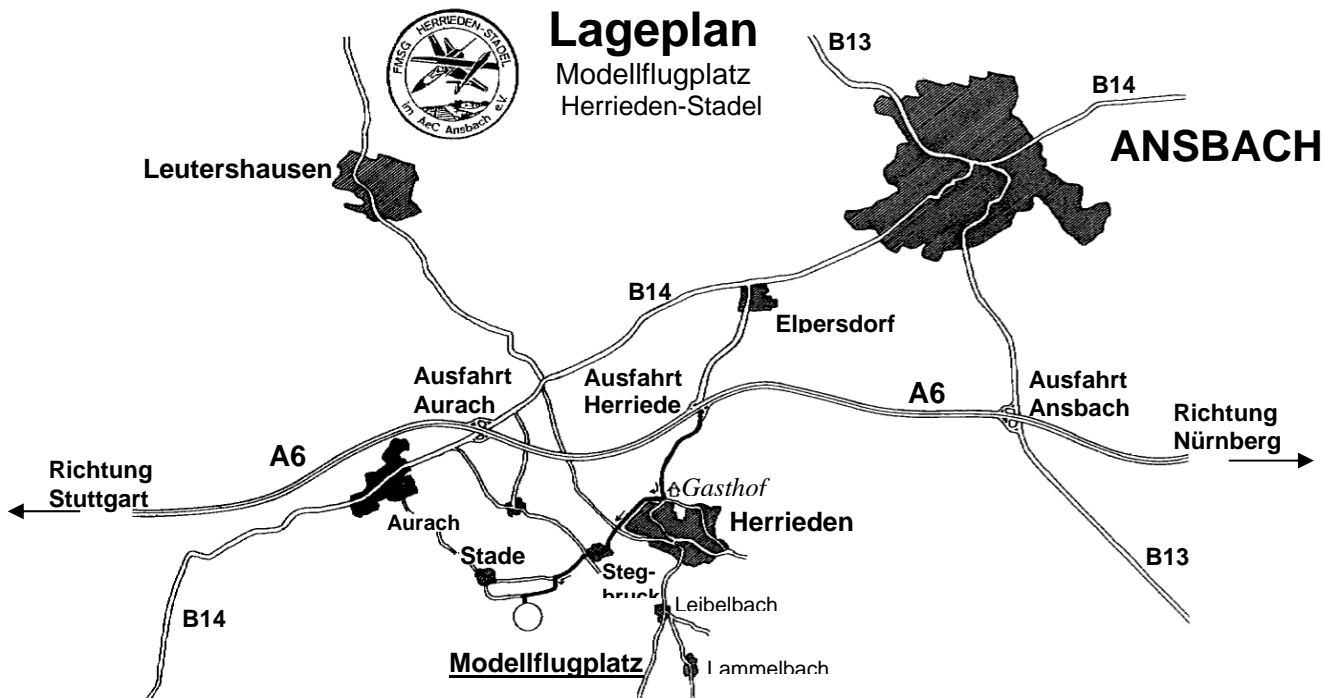 FMSG HERRIEDEN-STADEL
im AeC Ansbach e.V.
Lageplan
Modellflugplatz
Herrieden-Stadel
B13
B14
ANSBACH
Leutershausen
B14
Elpersdorf
Ausfahrt
Aurach
Ausfahrt
Herriede
A6
Ausfahrt
Ansbach
Richtung
Nürnberg
A6
Richtung
Stuttgart
Gasthof
Herrieden
Aurach
Stade
Steg-
bruck
B13
B14
Leibelbach
Modellflugplatz
Lammelbach